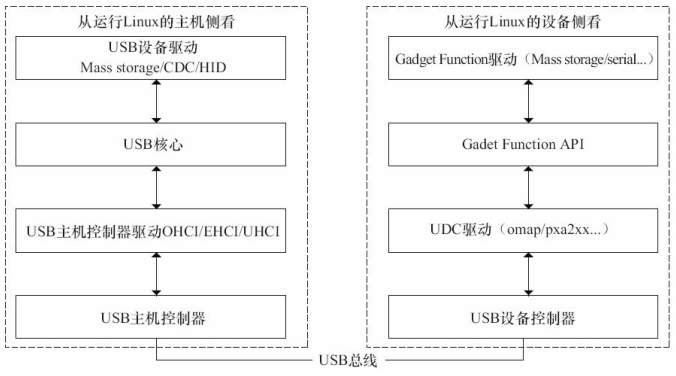 从运行Linux的主机侧看
USB设备驱动
Mass storage/CDC/HID
USB核心
USB主机控制器驱动OHCI/EHCI/UHCI
USB主机控制器
从运行Linux的设备侧看
Gadget Function驱动（Mass storage/serial...）
Gadet Function API
UDC驱动（omap/pxa2xx...）
USB设备控制器
USB总线